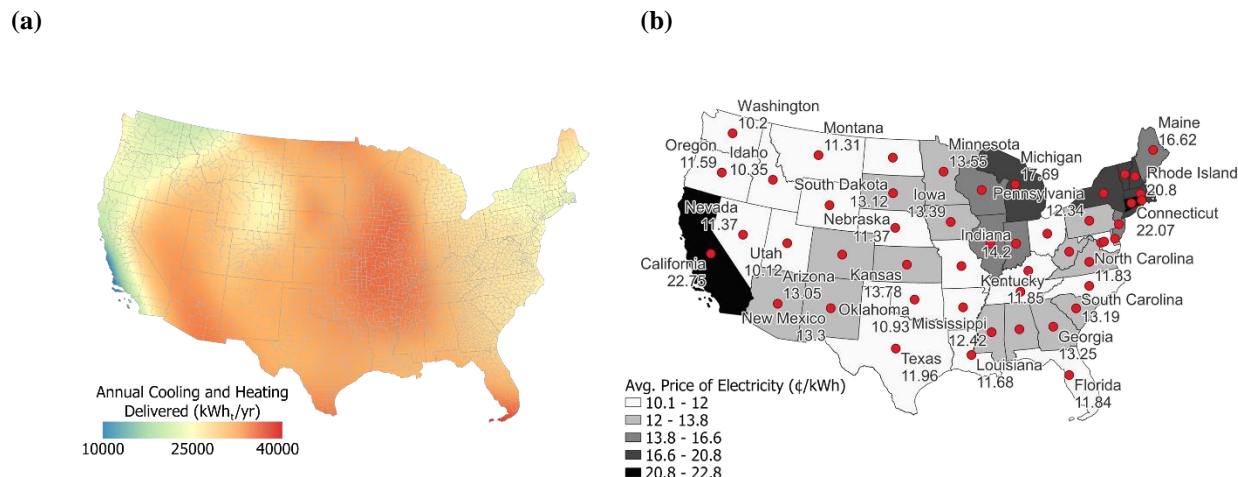 (a)
Annual Cooling and Heating
Delivered (kWht/yr)
10000 25000 40000
(b)
Washington
10.2
Montana
11.31
Maine
16.62
Oregon
11.59
Idaho
10.35
Minnesota
13.55
Michigan
17.69
Rhode Island
20.8
South Dakota
13.12
Iowa
13.39
Pennsylvania
12.34
Nevada
11.37
Nebraska
11.37
Connecticut
22.07
Utah
10.12
Indiana
14.2
California
22.75
Arizona
13.05
Kansas
13.78
Kentucky
11.85
North Carolina
11.83
New Mexico
13.3
Oklahoma
10.93
Mississippi
12.42
South Carolina
13.19
Georgia
13.25
Texas
11.96
Louisiana
11.68
Florida
11.84
Avg. Price of Electricity (¢/kWh)
10.1 - 12
12 - 13.8
13.8 - 16.6
16.6 - 20.8
20.8 - 22.8